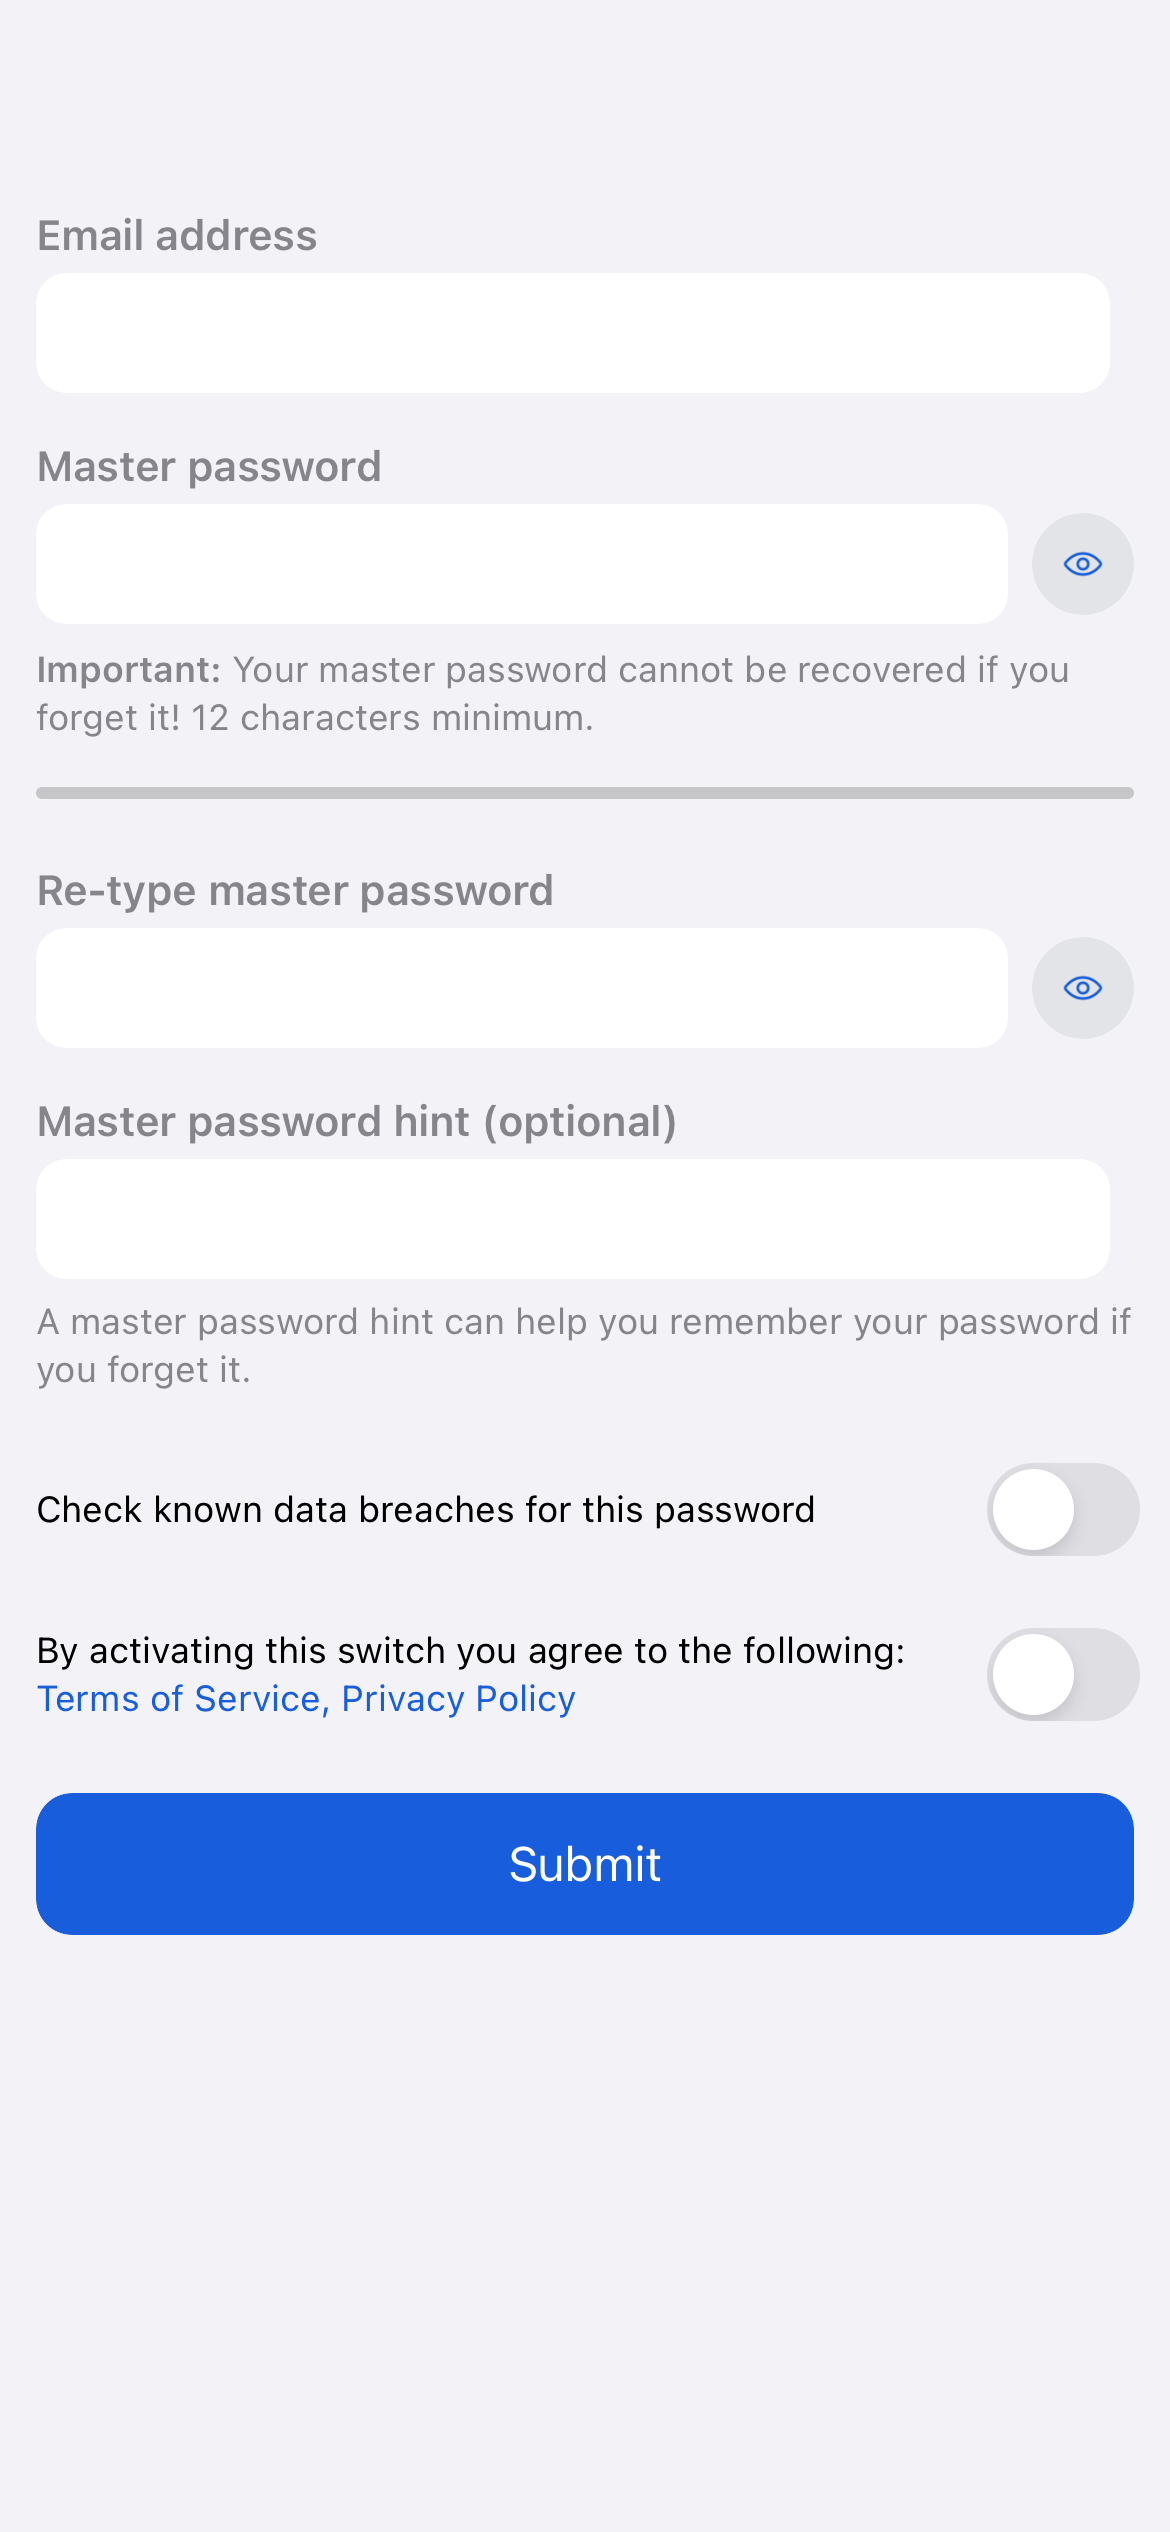 Email address
Master password
Important: Your master password cannot be recovered if you
forget it! 12 characters minimum.
Re-type master password
Master password hint (optional)
A master password hint can help you remember your password if
you forget it.
Check known data breaches for this password
By activating this switch you agree to the following:
Terms of Service, Privacy Policy
Submit